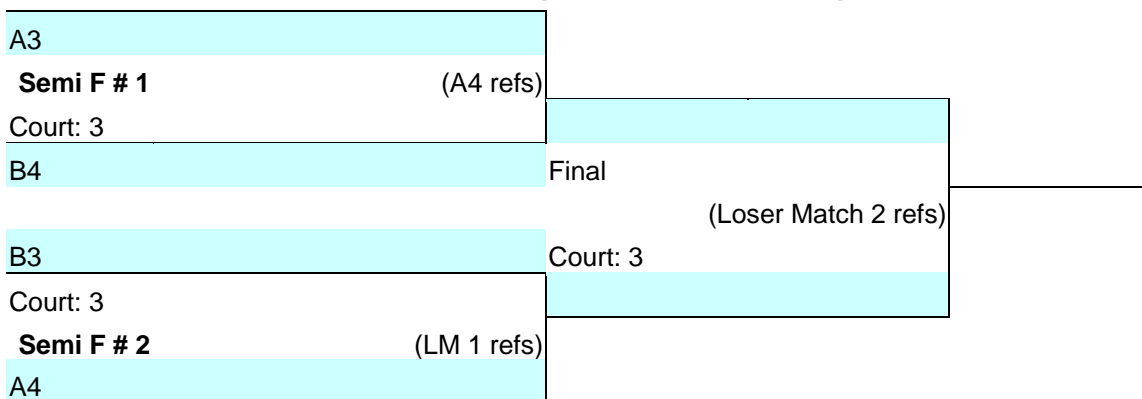 A3
Semi F # 1 (A4 refs)
Court: 3
B4
Final
(Loser Match 2 refs)
B3
Court: 3
Court: 3
Semi F # 2 (LM 1 refs)
A4